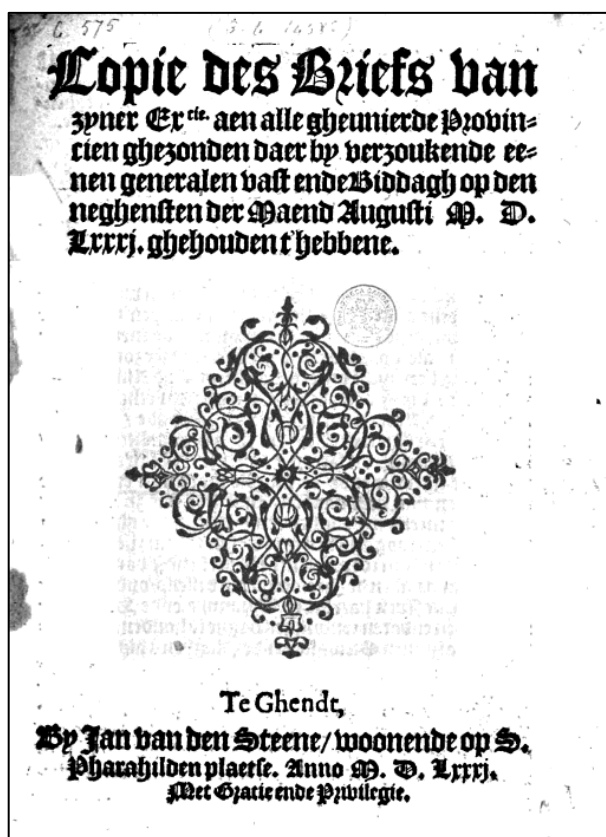 G 575
Copie des Briefs van
zyner Ex cie. aen alle gheunierde Provin=
cien ghezonden daer by verzoukende ee=
nen generalen vast ende Biddagh op den
neghensten der Maend Augusti M. D.
Lxxxj. ghehouden t'hebbene.
Te Ghendt,
By Jan van den Steene/ woonende op S.
Pharahilden plaetse. Anno M. D. Lxxxj.
Met Gratie ende Privilegie.